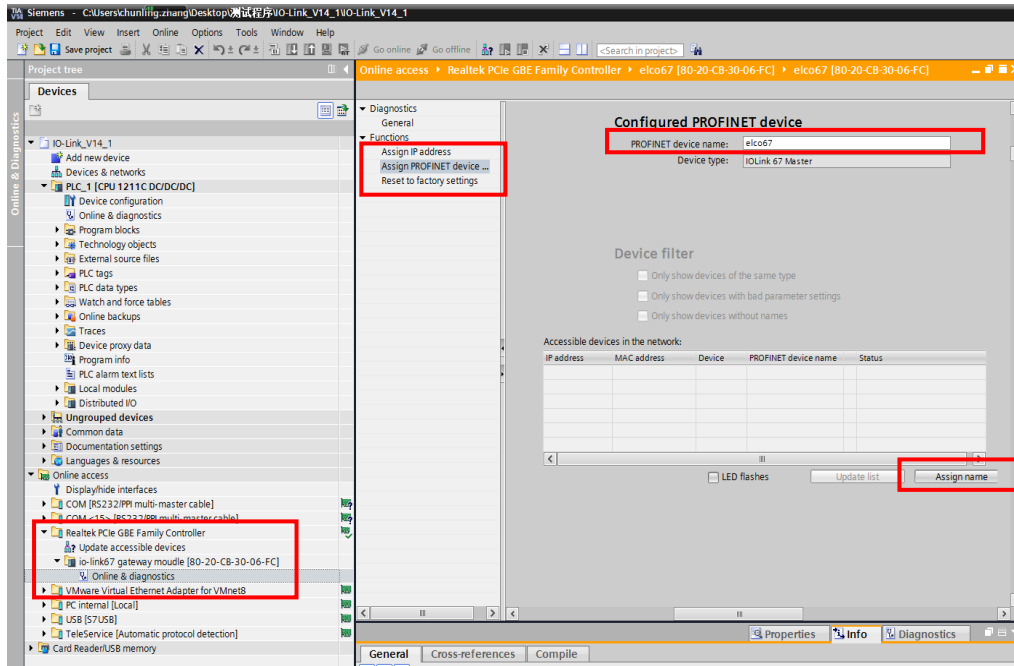 TIA V14 Siemens - C:\Users\chunling.zhang\Desktop\测试程序\IO-Link_V14_1\IO-Link_V14_1
Project Edit View Insert Online Options Tools Window Help
Save project Go online Go offline <Search in project>
Project tree
Devices
Online & Diagnostics
IO-Link_V14_1
Add new device
Devices & networks
PLC_1 [CPU 1211C DC/DC/DC]
Device configuration
Online & diagnostics
Program blocks
Technology objects
External source files
PLC tags
PLC data types
Watch and force tables
Online backups
Traces
Device proxy data
Program info
PLC alarm text lists
Local modules
Distributed I/O
Ungrouped devices
Common data
Documentation settings
Languages & resources
Online access
Display/hide interfaces
COM [RS232/PPI multi-master cable]
COM <15> [RS232/PPI multi-master cable]
Realtek PCIe GBE Family Controller
Update accessible devices
io-link67 gateway moudle [80-20-CB-30-06-FC]
Online & diagnostics
VMware Virtual Ethernet Adapter for VMnet8
PC internal [Local]
USB [S7USB]
TeleService [Automatic protocol detection]
Card Reader/USB memory
Online access Realtek PCIe GBE Family Controller elco67 [80-20-CB-30-06-FC] elco67 [80-20-CB-30-06-FC]
Diagnostics
General
Functions
Assign IP address
Assign PROFINET device ...
Reset to factory settings
Configured PROFINET device
PROFINET device name: elco67
Device type: IOLink 67 Master
Device filter
Only show devices of the same type
Only show devices with bad parameter settings
Only show devices without names
Accessible devices in the network:
IP address MAC address Device PROFINET device name Status
LED flashes Update list Assign name
Properties Info Diagnostics
General Cross-references Compile